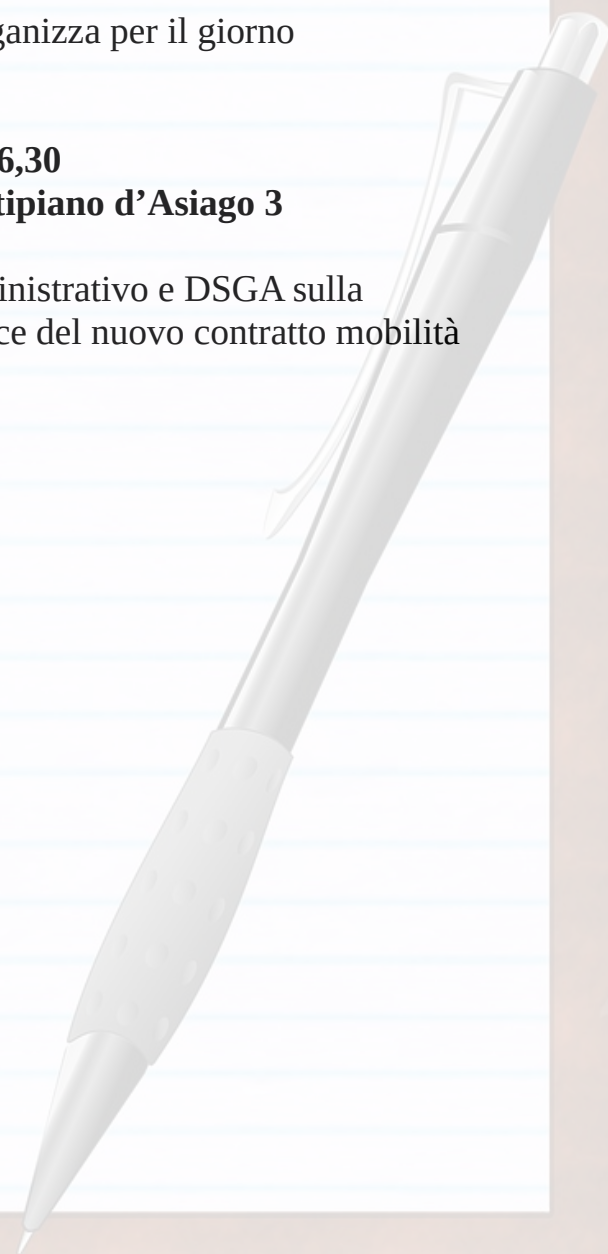 ganizza per il giorno
6,30
tipiano d’Asiago 3
inistrativo e DSGA sulla
ce del nuovo contratto mobilità